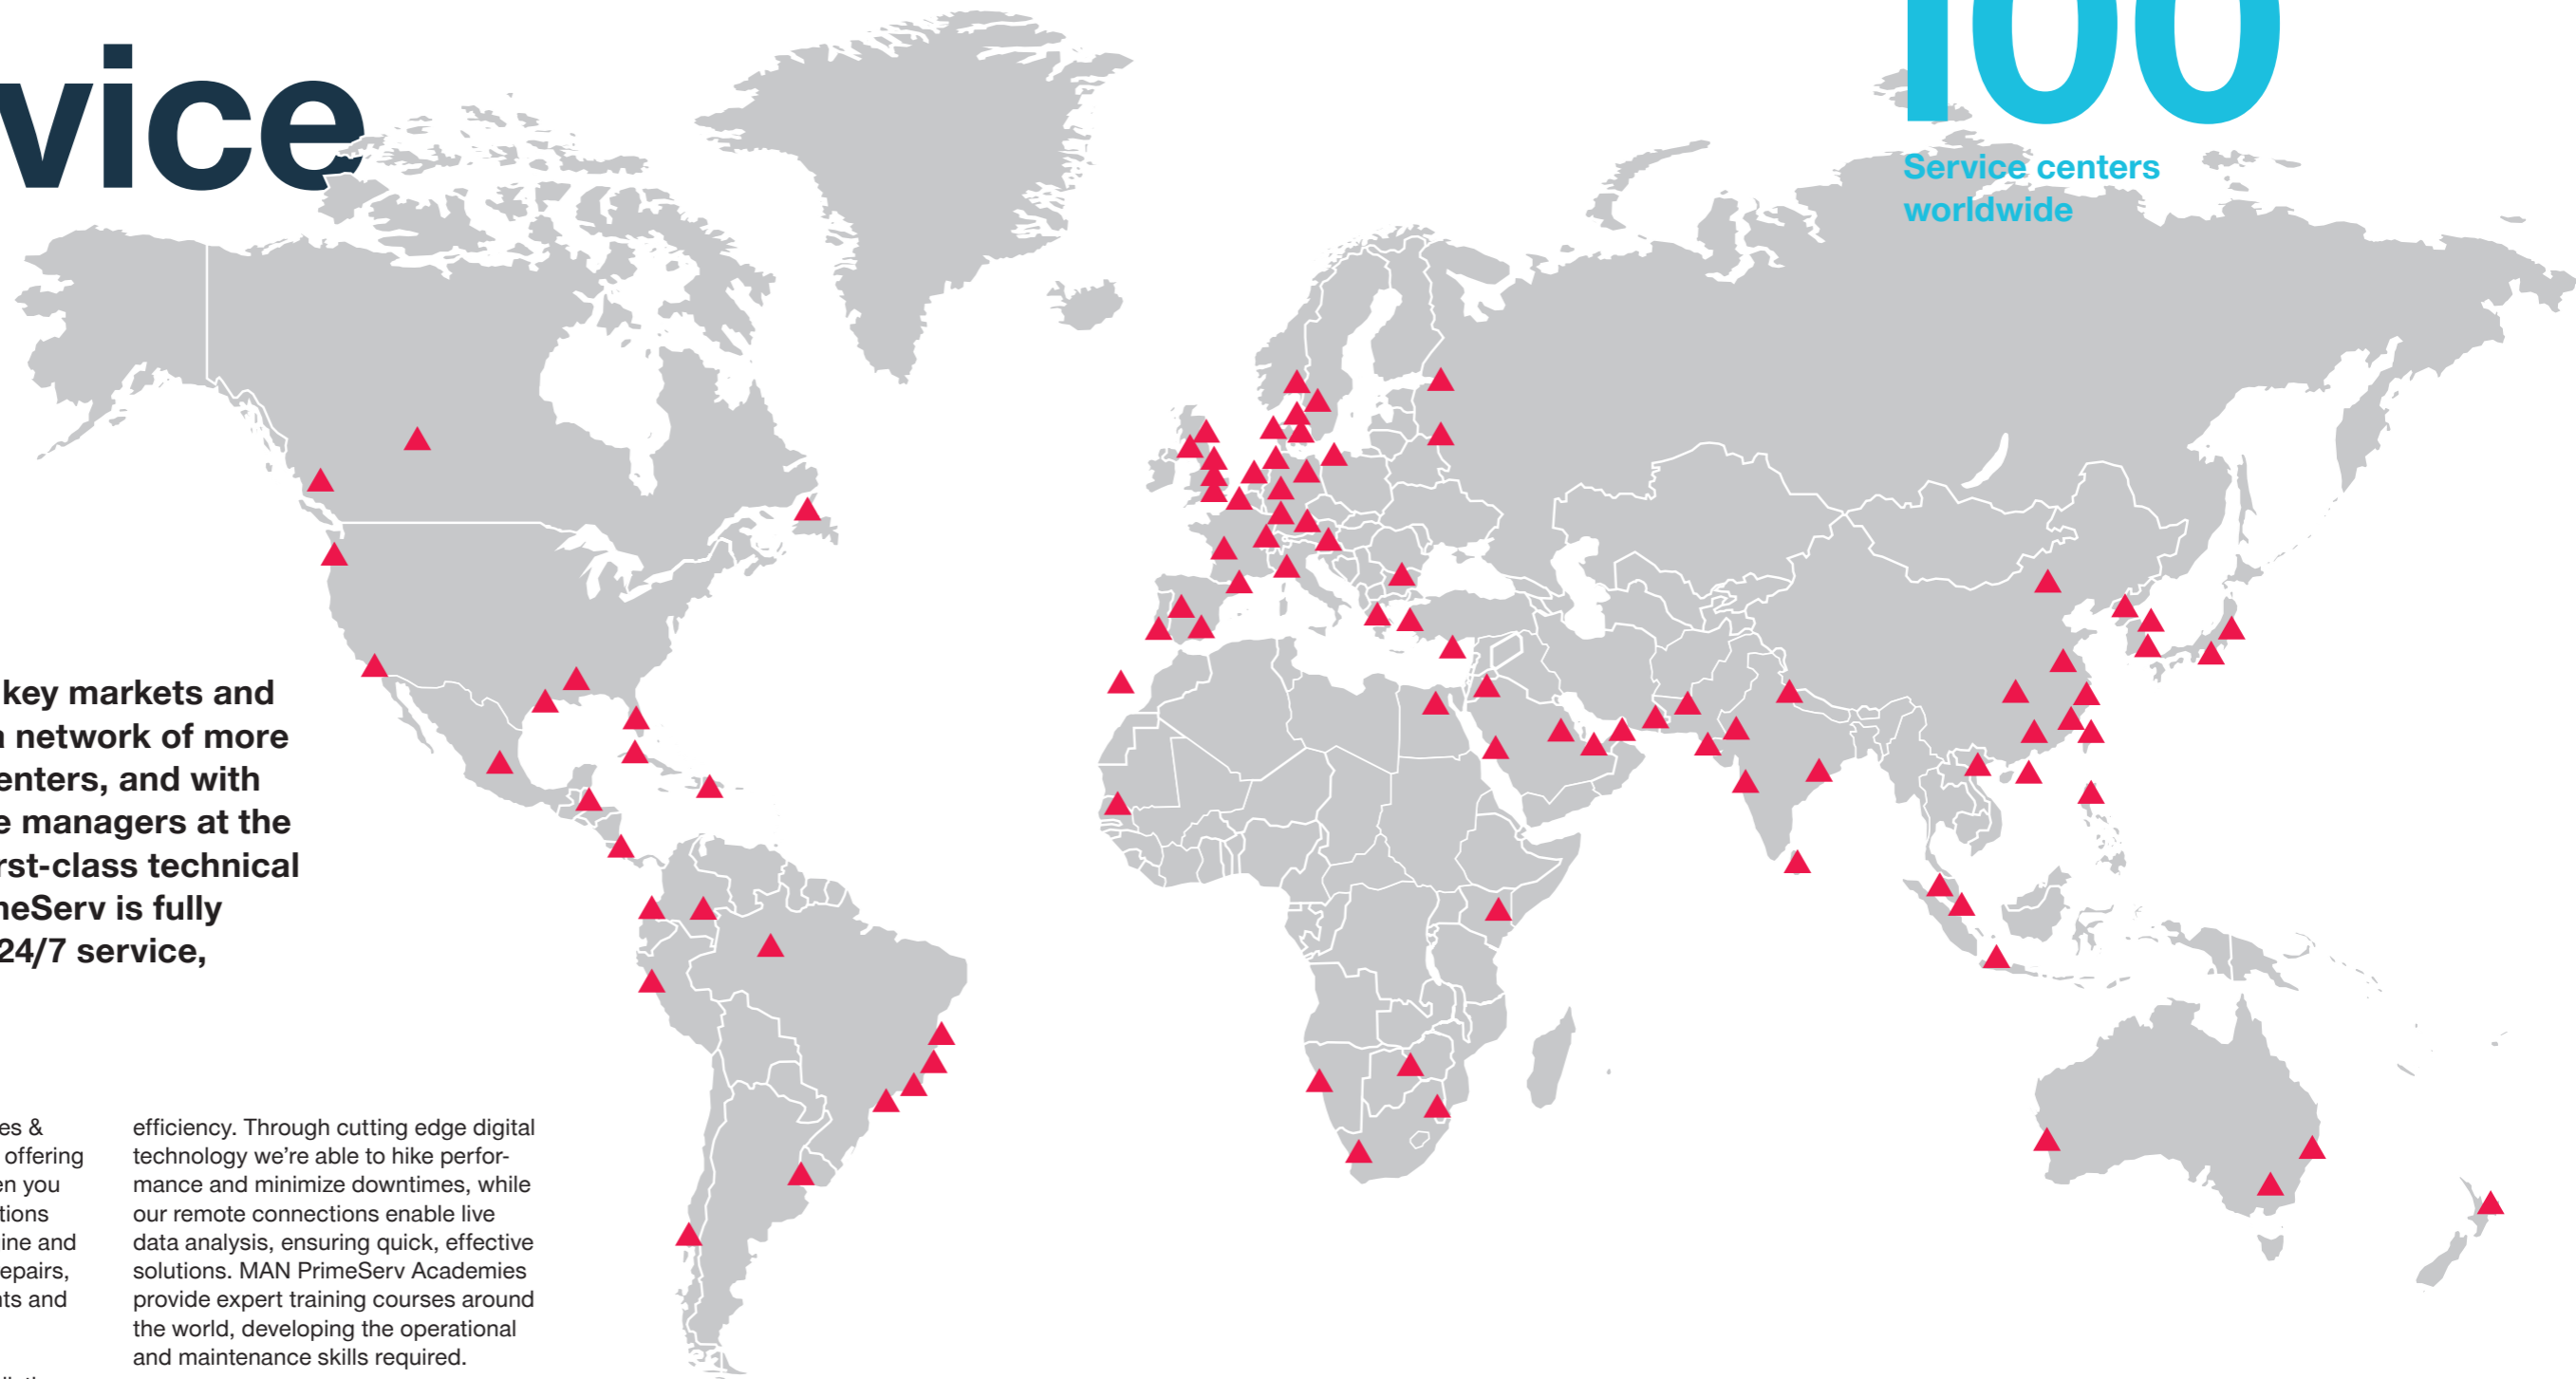 vice
100
Service centers
worldwide
key markets and
a network of more
enters, and with
e managers at the
rst-class technical
neServ is fully
24/7 service,
es &
offering
en you
tions
ine and
epairs,
nts and
efficiency. Through cutting edge digital
technology we're able to hike perfor-
mance and minimize downtimes, while
our remote connections enable live
data analysis, ensuring quick, effective
solutions. MAN PrimeServ Academies
provide expert training courses around
the world, developing the operational
and maintenance skills required.